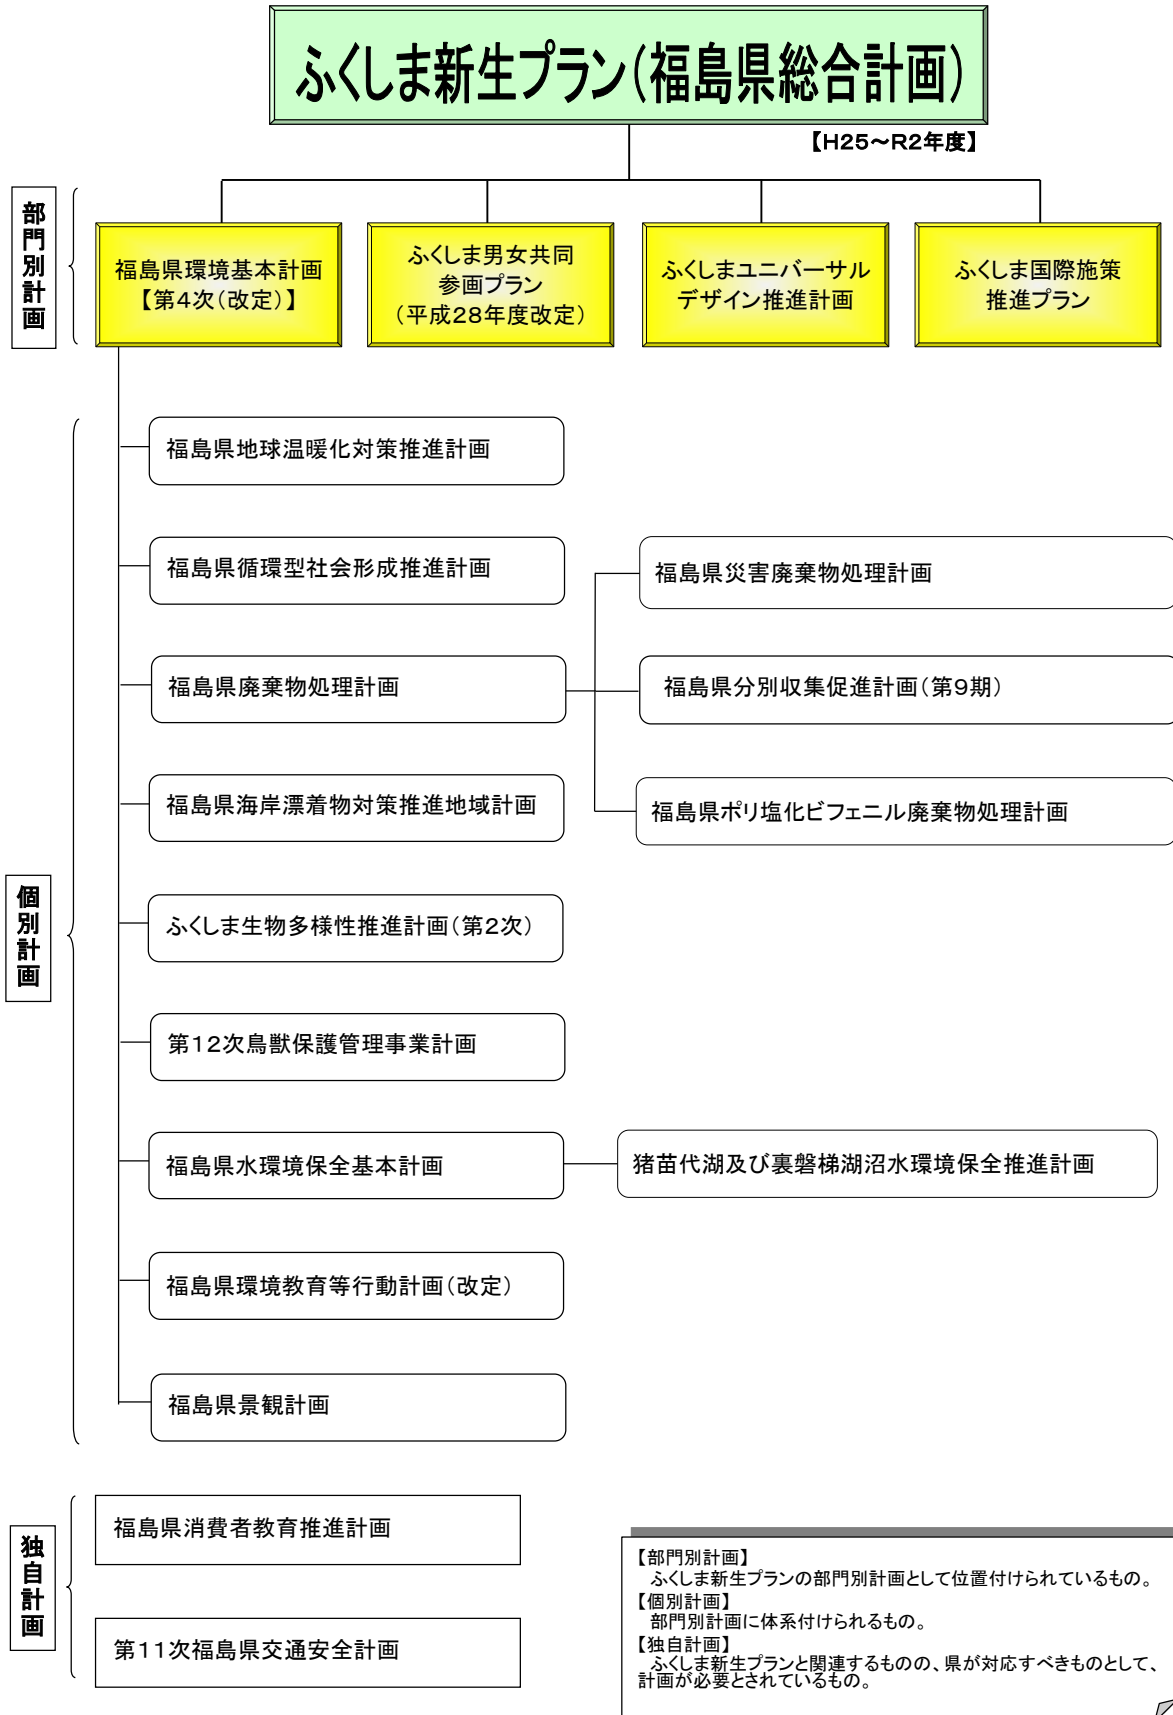 ふくしま新生プラン(福島県総合計画)
【H25～R2年度】
部門別計画
福島県環境基本計画
【第4次(改定)】
ふくしま男女共同
参画プラン
(平成28年度改定)
ふくしまユニバーサル
デザイン推進計画
ふくしま国際施策
推進プラン
個別計画
福島県地球温暖化対策推進計画
福島県循環型社会形成推進計画
福島県廃棄物処理計画
福島県災害廃棄物処理計画
福島県分別収集促進計画(第9期)
福島県ポリ塩化ビフェニル廃棄物処理計画
福島県海岸漂着物対策推進地域計画
ふくしま生物多様性推進計画(第2次)
第12次鳥獣保護管理事業計画
福島県水環境保全基本計画
猪苗代湖及び裏磐梯湖沼水環境保全推進計画
福島県環境教育等行動計画(改定)
福島県景観計画
独自計画
福島県消費者教育推進計画
第11次福島県交通安全計画
【部門別計画】
ふくしま新生プランの部門別計画として位置付けられているもの。
【個別計画】
部門別計画に体系付けられるもの。
【独自計画】
ふくしま新生プランと関連するものの、県が対応すべきものとして、
計画が必要とされているもの。